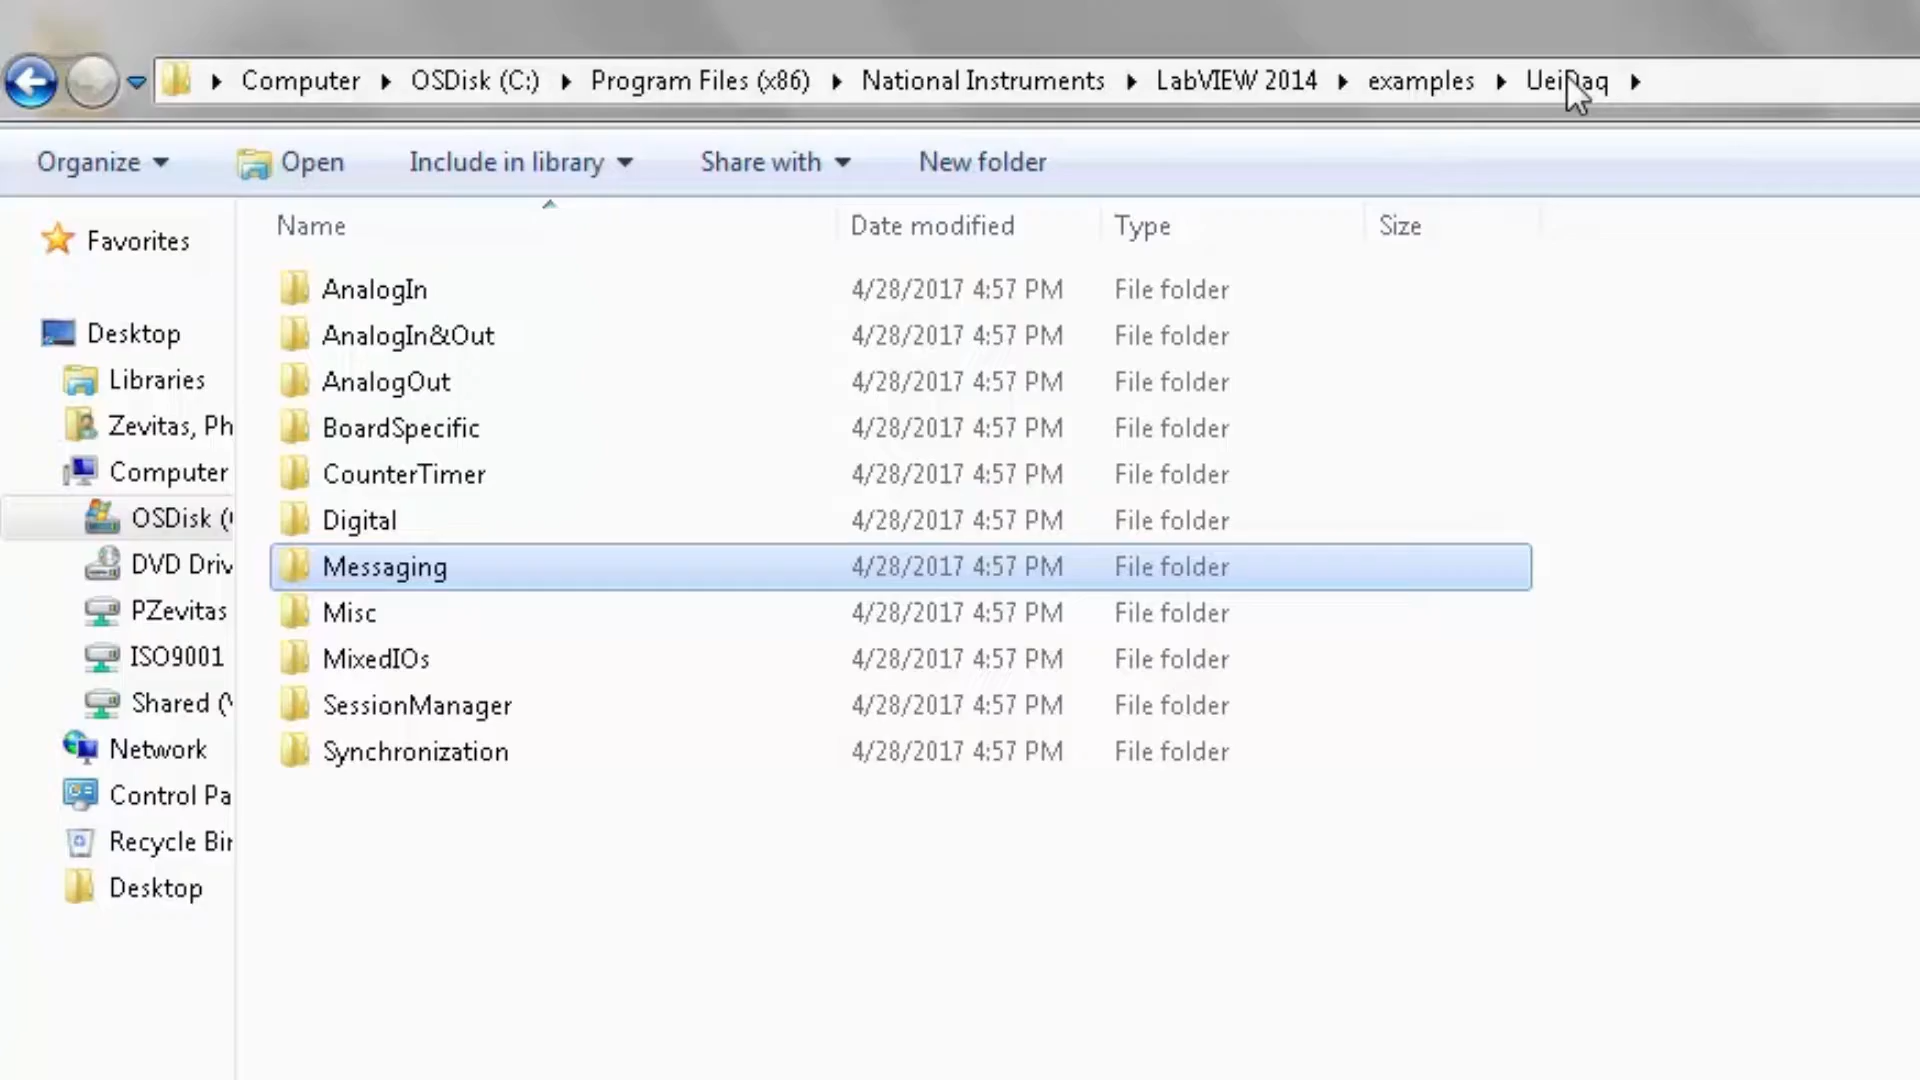 Computer OSDisk (C:) Program Files (x86) National Instruments LabVIEW 2014 examples
Organize Open Include in library Share with New folder
Name Date modified Type Size
Favorites
Desktop
Libraries
Zevitas, Ph
Computer
OSDisk (
DVD Driv
PZevitas
ISO9001
Shared (
Network
Control Pa
Recycle Bin
Desktop
AnalogIn 4/28/2017 4:57 PM File folder
AnalogIn&Out 4/28/2017 4:57 PM File folder
AnalogOut 4/28/2017 4:57 PM File folder
BoardSpecific 4/28/2017 4:57 PM File folder
CounterTimer 4/28/2017 4:57 PM File folder
Digital 4/28/2017 4:57 PM File folder
Messaging 4/28/2017 4:57 PM File folder
Misc 4/28/2017 4:57 PM File folder
MixedIOs 4/28/2017 4:57 PM File folder
SessionManager 4/28/2017 4:57 PM File folder
Synchronization 4/28/2017 4:57 PM File folder